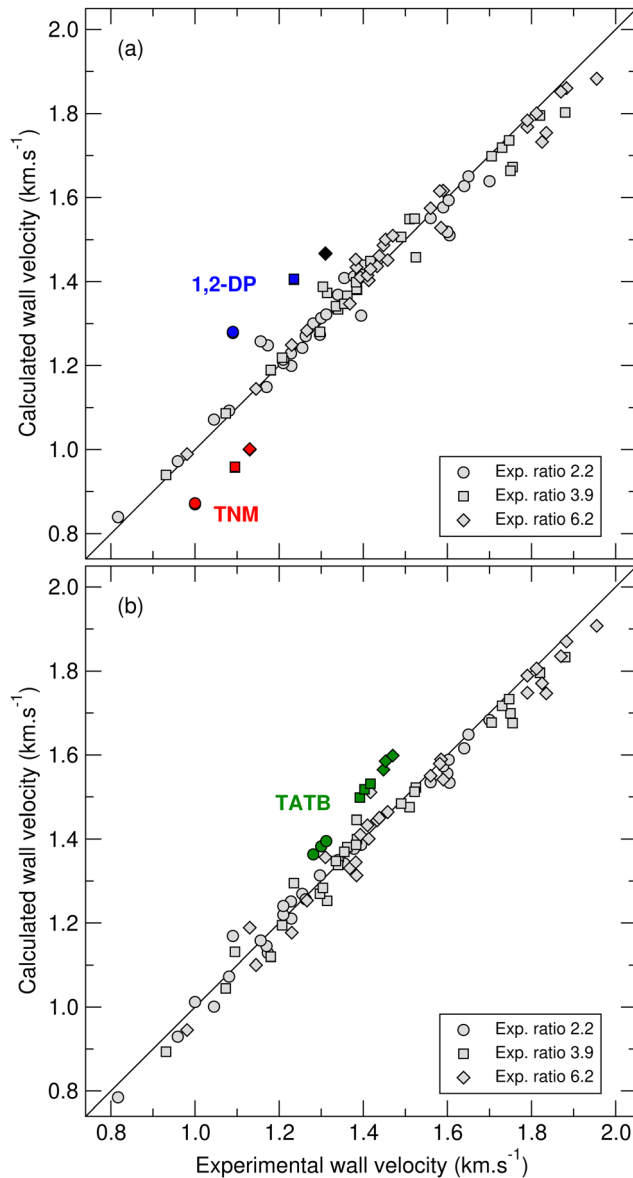 (a)
2.0
1.8
1.6
1.4
1.2
1.0
0.8
Calculated wall velocity (km.s⁻¹)
1,2-DP
TNM
Exp. ratio 2.2
Exp. ratio 3.9
Exp. ratio 6.2
(b)
2.0
1.8
1.6
1.4
1.2
1.0
0.8
Calculated wall velocity (km.s⁻¹)
TATB
Exp. ratio 2.2
Exp. ratio 3.9
Exp. ratio 6.2
0.8 1.0 1.2 1.4 1.6 1.8 2.0
Experimental wall velocity (km.s⁻¹)